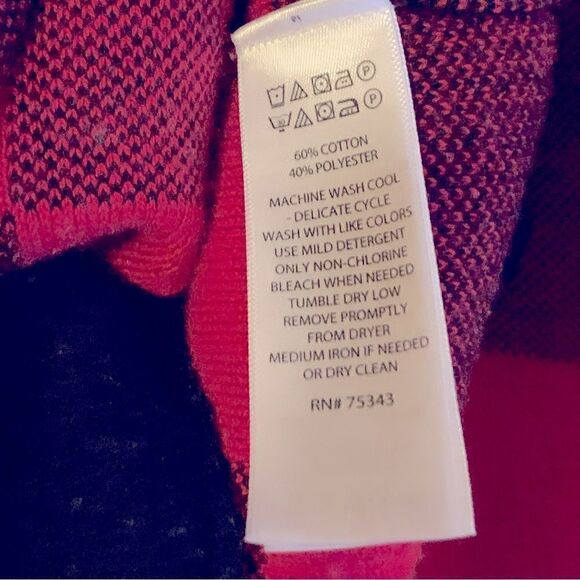 P
P
60% COTTON
40% POLYESTER
MACHINE WASH COOL
- DELICATE CYCLE
WASH WITH LIKE COLORS
USE MILD DETERGENT
ONLY NON-CHLORINE
BLEACH WHEN NEEDED
TUMBLE DRY LOW
REMOVE PROMPTLY
FROM DRYER
MEDIUM IRON IF NEEDED
OR DRY CLEAN
RN# 75343